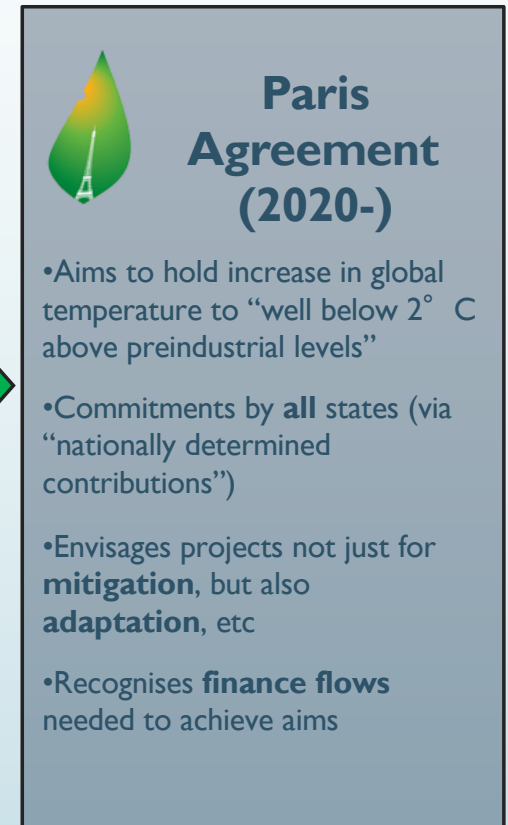 Paris
Agreement
(2020-)
•Aims to hold increase in global
temperature to “well below 2° C
above preindustrial levels”
•Commitments by all states (via
“nationally determined
contributions”)
•Envisages projects not just for
mitigation, but also
adaptation, etc
•Recognises finance flows
needed to achieve aims